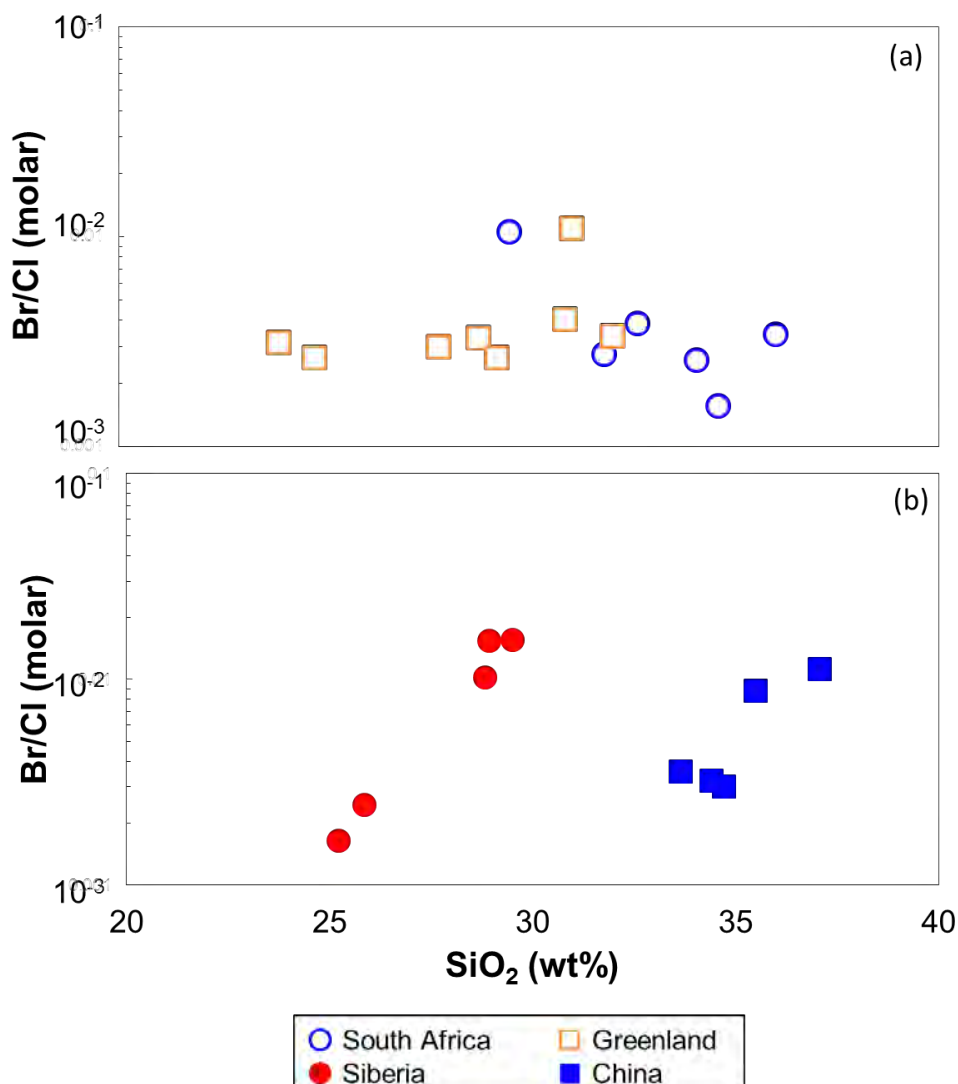 10⁻¹
(a)
Br/Cl (molar)
10⁻²
10⁻³
10⁻¹
(b)
Br/Cl (molar)
10⁻²
10⁻³
20 25 30 35 40
SiO₂ (wt%)
South Africa Greenland
Siberia China